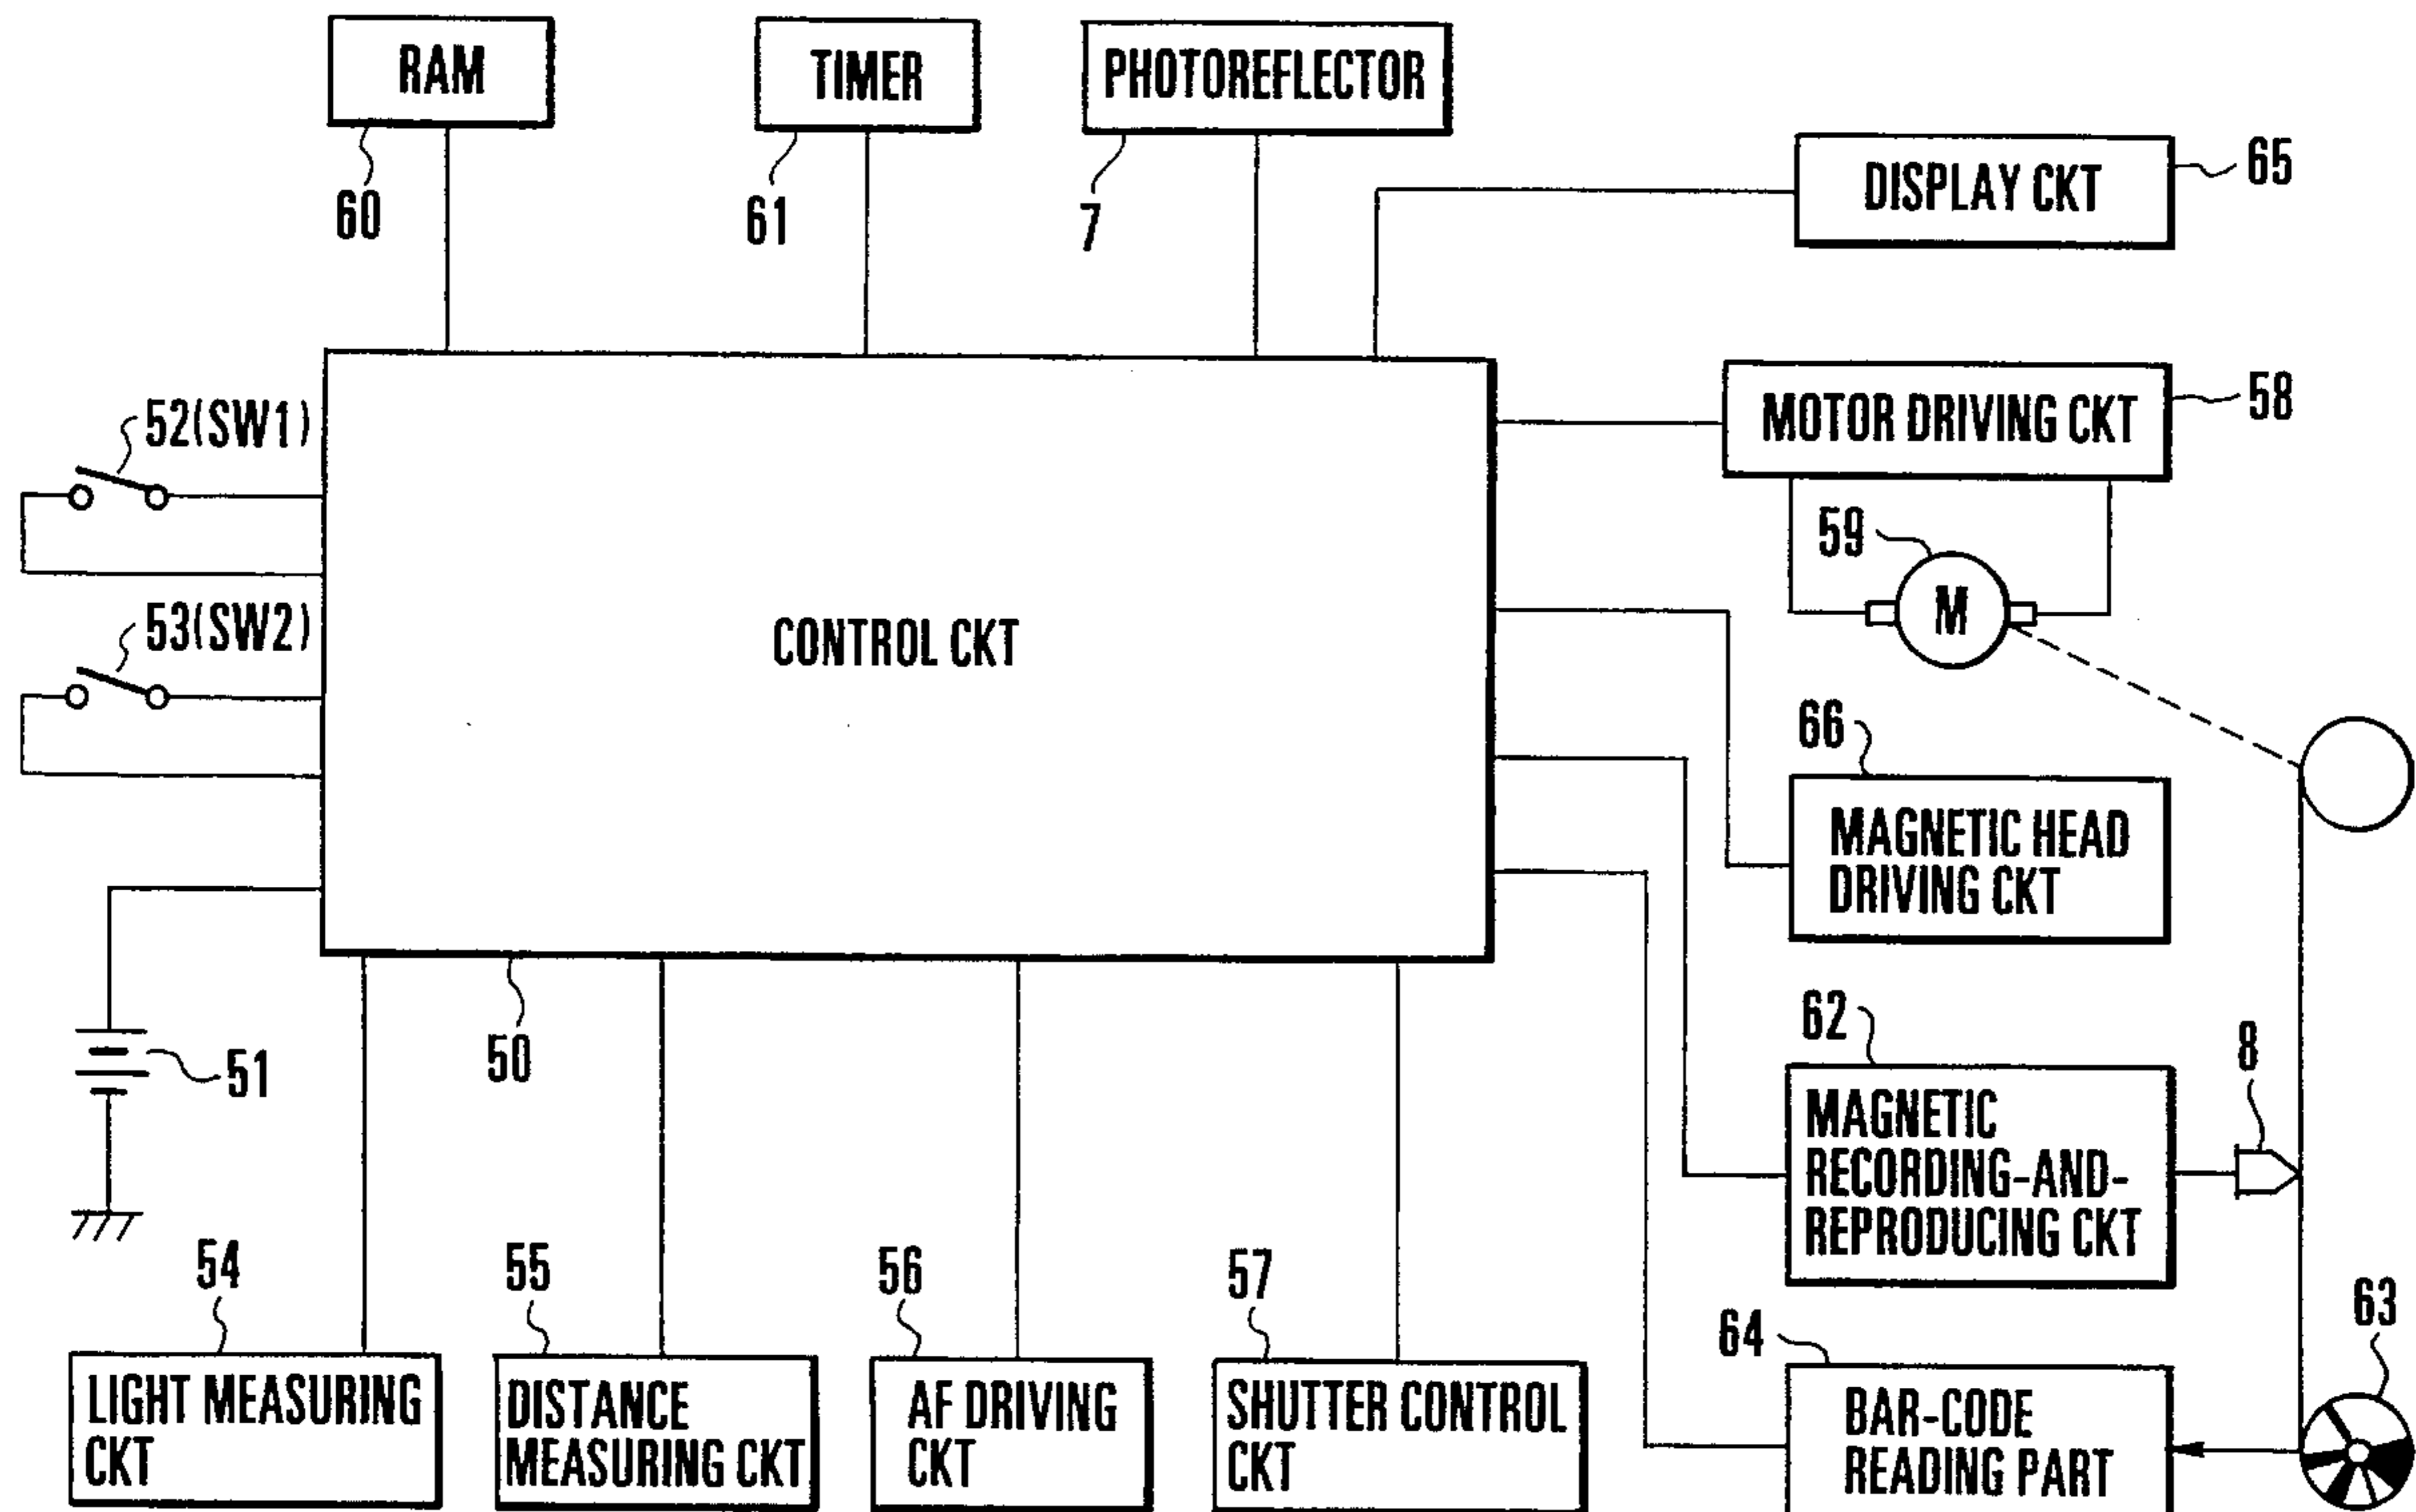 RAM
TIMER
PHOTOREFLECTOR
60
61
7
DISPLAY CKT
65
52(SW1)
53(SW2)
CONTROL CKT
MOTOR DRIVING CKT
58
59
M
66
MAGNETIC HEAD
DRIVING CKT
51
50
62
8
MAGNETIC
RECORDING-AND-
REPRODUCING CKT
54
55
56
57
64
63
LIGHT MEASURING
CKT
DISTANCE
MEASURING CKT
AF DRIVING
CKT
SHUTTER CONTROL
CKT
BAR-CODE
READING PART